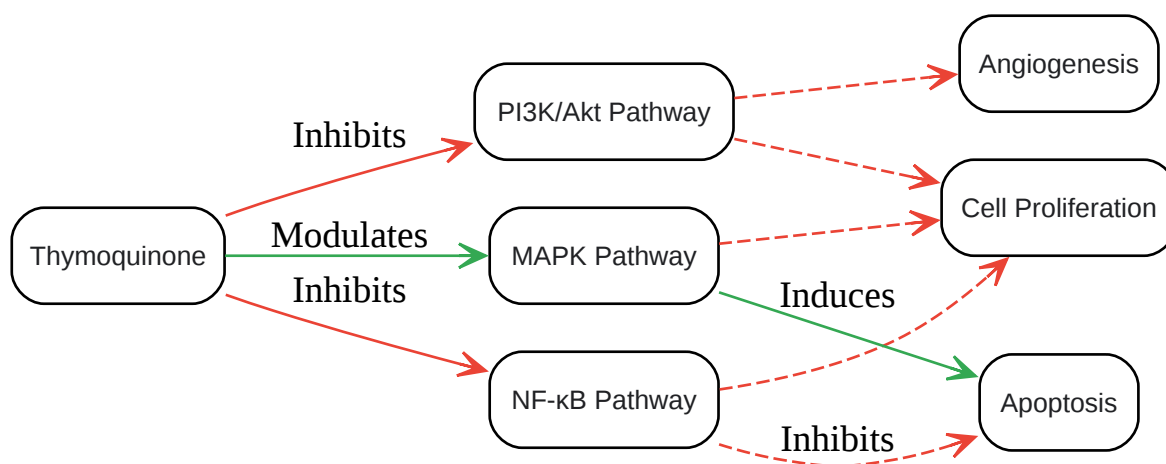 Angiogenesis
PI3K/Akt Pathway
Inhibits
Cell Proliferation
Modulates
Thymoquinone
MAPK Pathway
Inhibits
Induces
NF-κB Pathway
Apoptosis
Inhibits